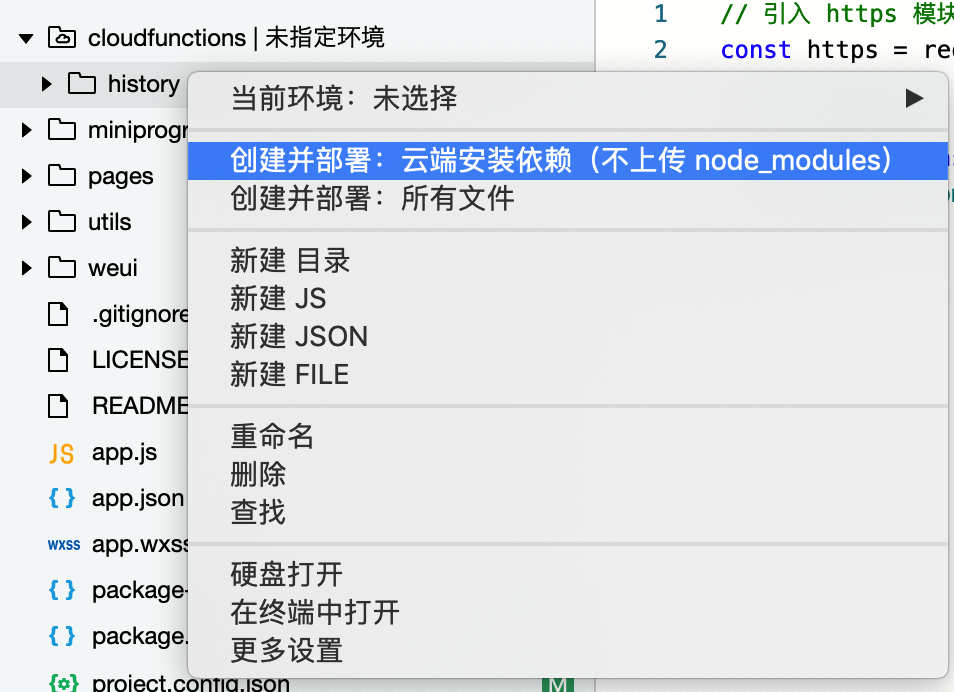 cloudfunctions | 未指定环境
history
miniprogr
pages
utils
weui
.gitignore
LICENSE
README
JS app.js
{ } app.json
wxss app.wxss
{ } package-
{ } package.
project.config.json
M
1 // 引入 https 模块
2 const https = re
当前环境：未选择
创建并部署：云端安装依赖（不上传 node_modules）
创建并部署：所有文件
新建 目录
新建 JS
新建 JSON
新建 FILE
重命名
删除
查找
硬盘打开
在终端中打开
更多设置